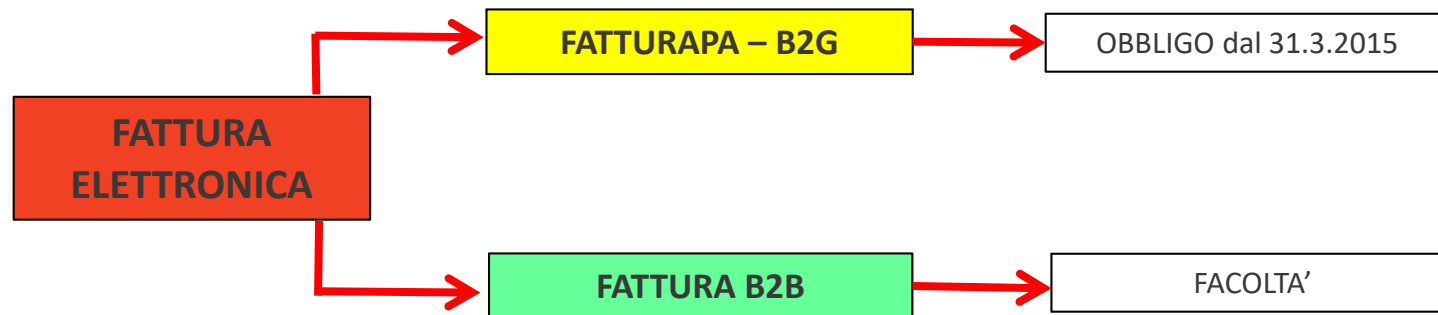 FATTURAPA – B2G
OBBLIGO dal 31.3.2015
FATTURA
ELETTRONICA
FATTURA B2B
FACOLTA’